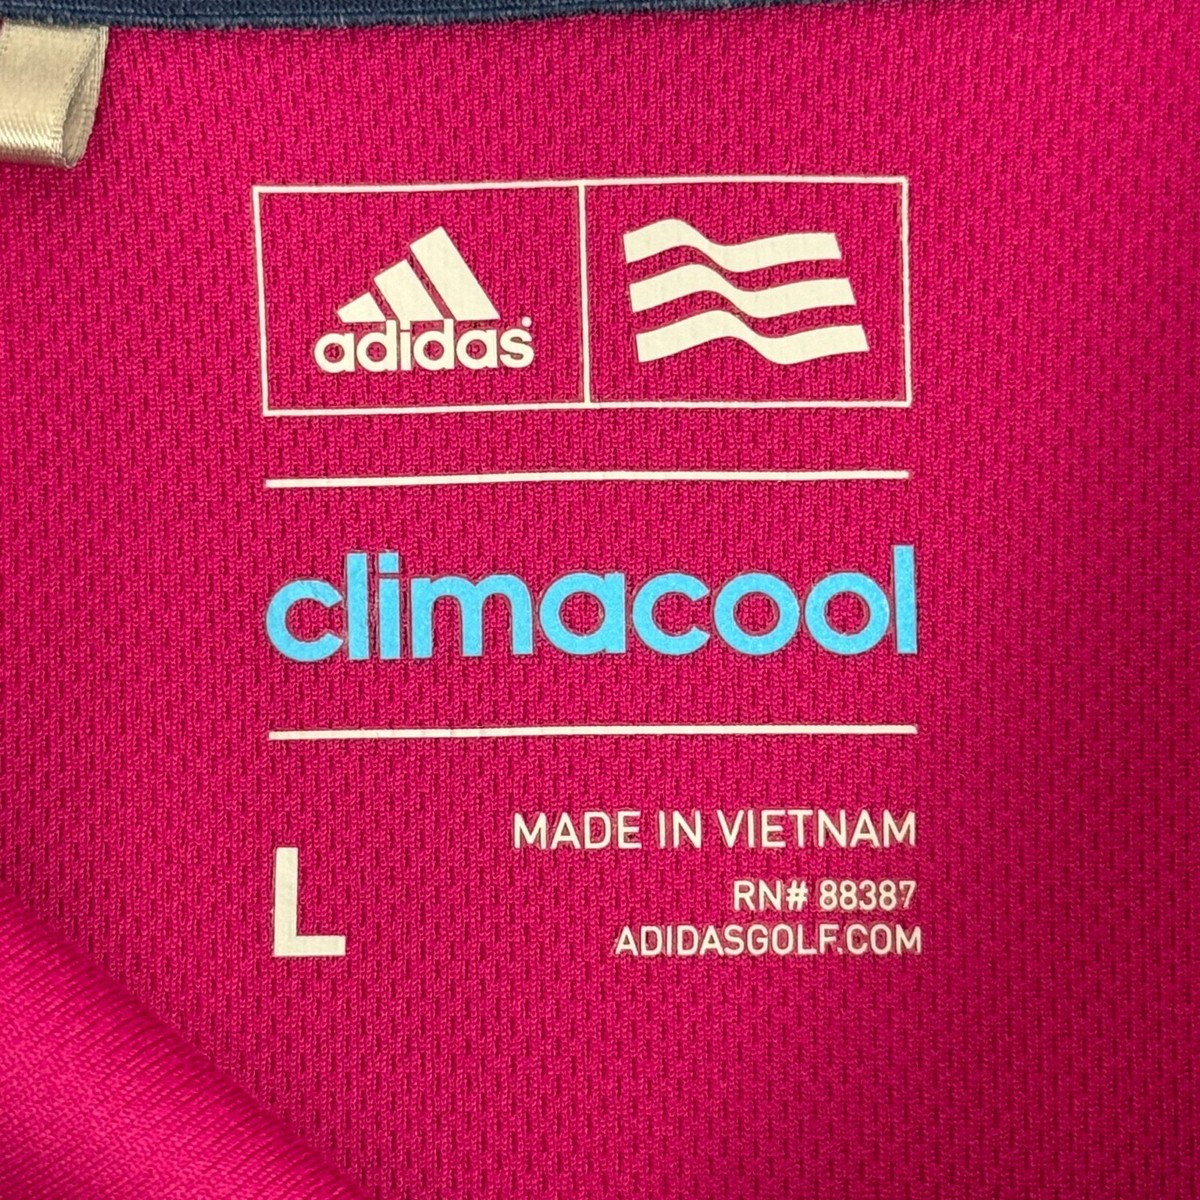 adidas
climacool
L
MADE IN VIETNAM
RN# 88387
ADIDASGOLF.COM